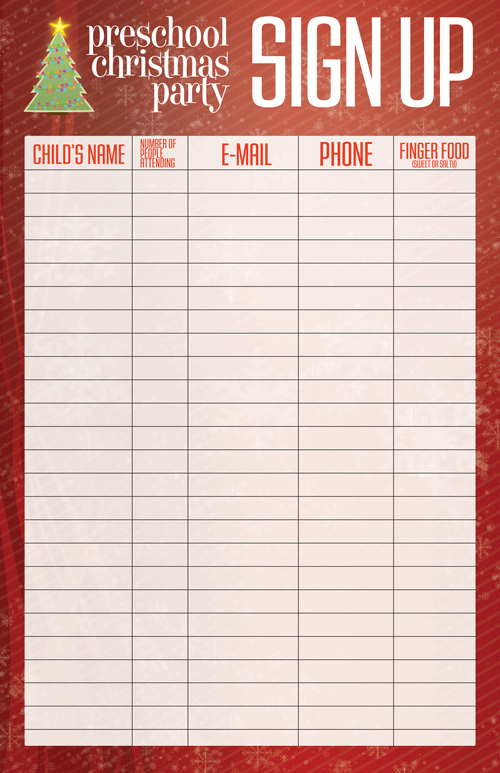 preschool
christmas
party
SIGN UP
CHILD'S NAME
NUMBER OF
PEOPLE
ATTENDING
E-MAIL
PHONE
FINGER FOOD
(SWEET OR SALTY)